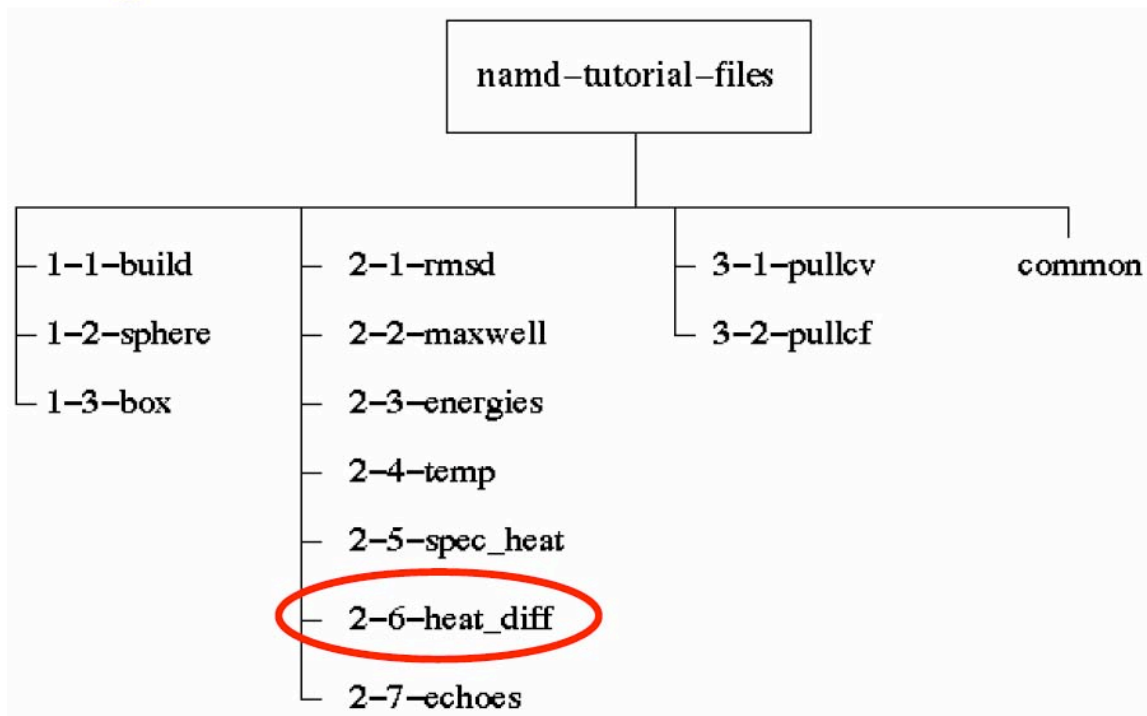 namd-tutorial-files
1-1-build
1-2-sphere
1-3-box
2-1-rmsd
2-2-maxwell
2-3-energies
2-4-temp
2-5-spec_heat
2-6-heat_diff
2-7-echoes
3-1-pullcv
3-2-pullcf
common